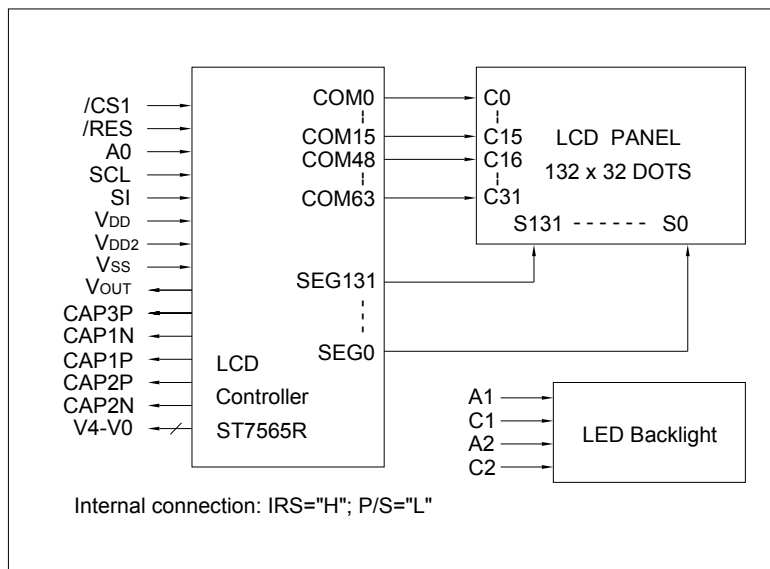 /CS1
/RES
A0
SCL
SI
VDD
VDD2
VSS
VOUT
CAP3P
CAP1N
CAP1P
CAP2P
CAP2N
V4-V0
COM0
COM15
COM48
COM63
SEG131
SEG0
LCD
Controller
ST7565R
C0
C15
C16
C31
LCD PANEL
132 x 32 DOTS
S131 ------ S0
A1
C1
A2
C2
LED Backlight
Internal connection: IRS="H"; P/S="L"